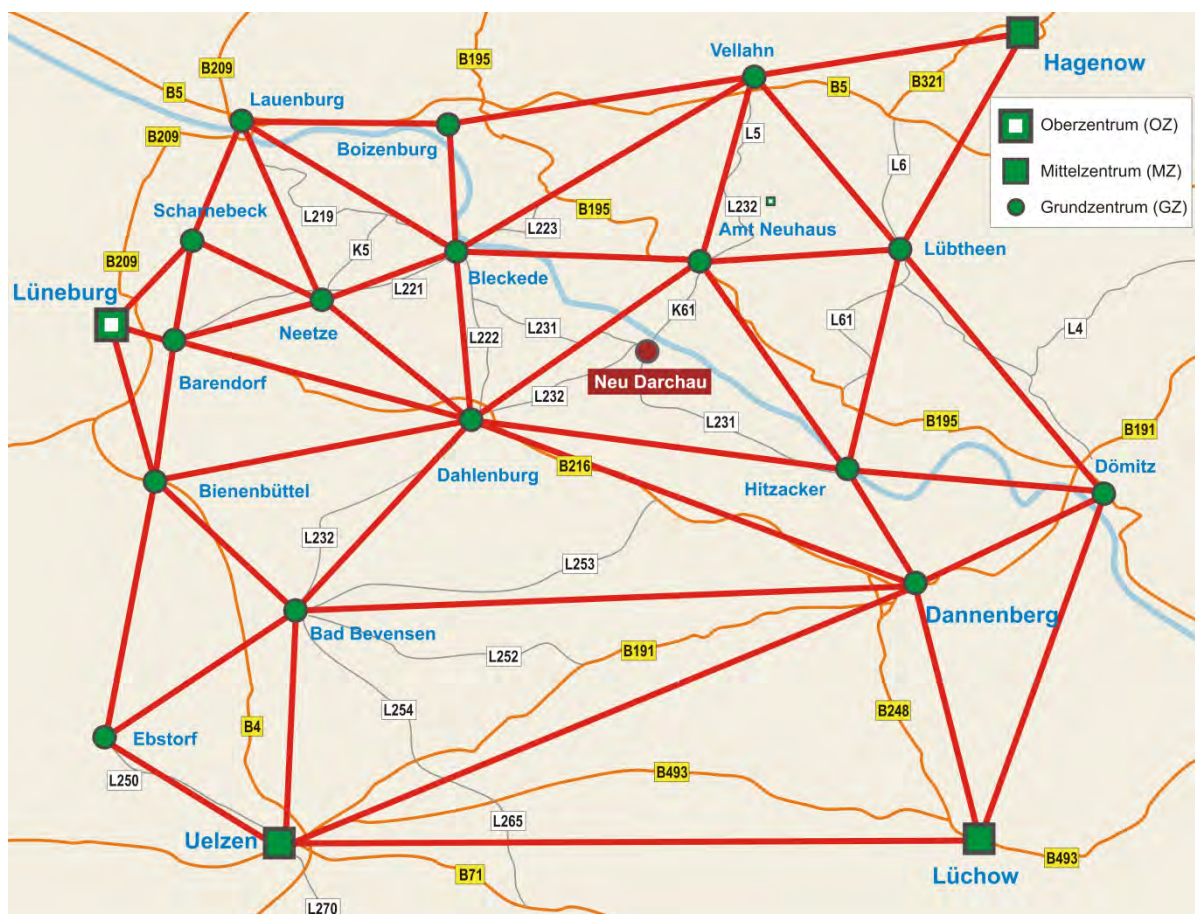 Vellahn
Hagenow
B209
B195
B321
B5
B5
Lauenburg
B209
Boizenburg
L5
L6
Oberzentrum (OZ)
Mittelzentrum (MZ)
Grundzentrum (GZ)
Scharnebeck
L219
L232
B195
L223
Amt Neuhaus
K5
Lübtheen
B209
Bleckede
Lüneburg
L221
K61
L61
L4
L231
L222
Neetze
Barendorf
Neu Darchau
L232
L231
B195
B191
Dahlenburg
B216
Hitzacker
Dömitz
Bienenbüttel
L232
L253
Dannenberg
Bad Bevensen
L252
B191
L254
B248
B4
Ebstorf
L250
B493
L265
Uelzen
B493
B71
Lüchow
L270